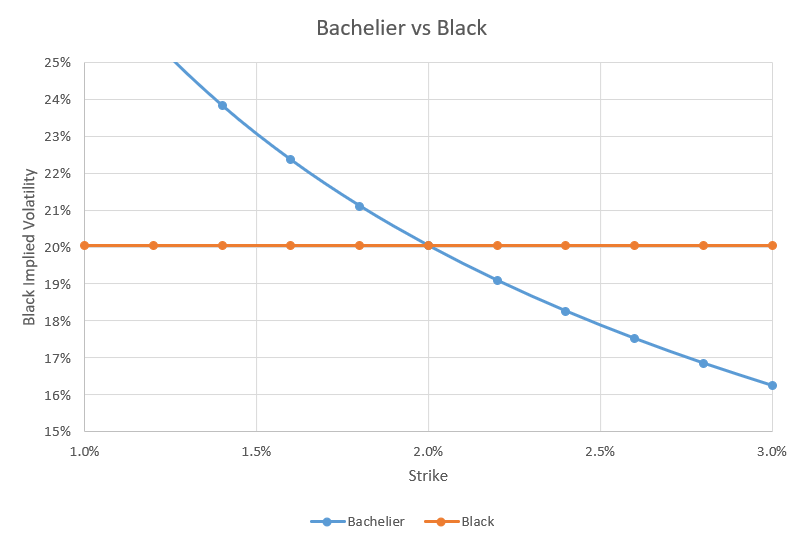 Bachelier vs Black
25%
24%
23%
22%
21%
20%
19%
18%
17%
16%
15%
Black Implied Volatility
1.0% 1.5% 2.0% 2.5% 3.0%
Strike
Bachelier Black